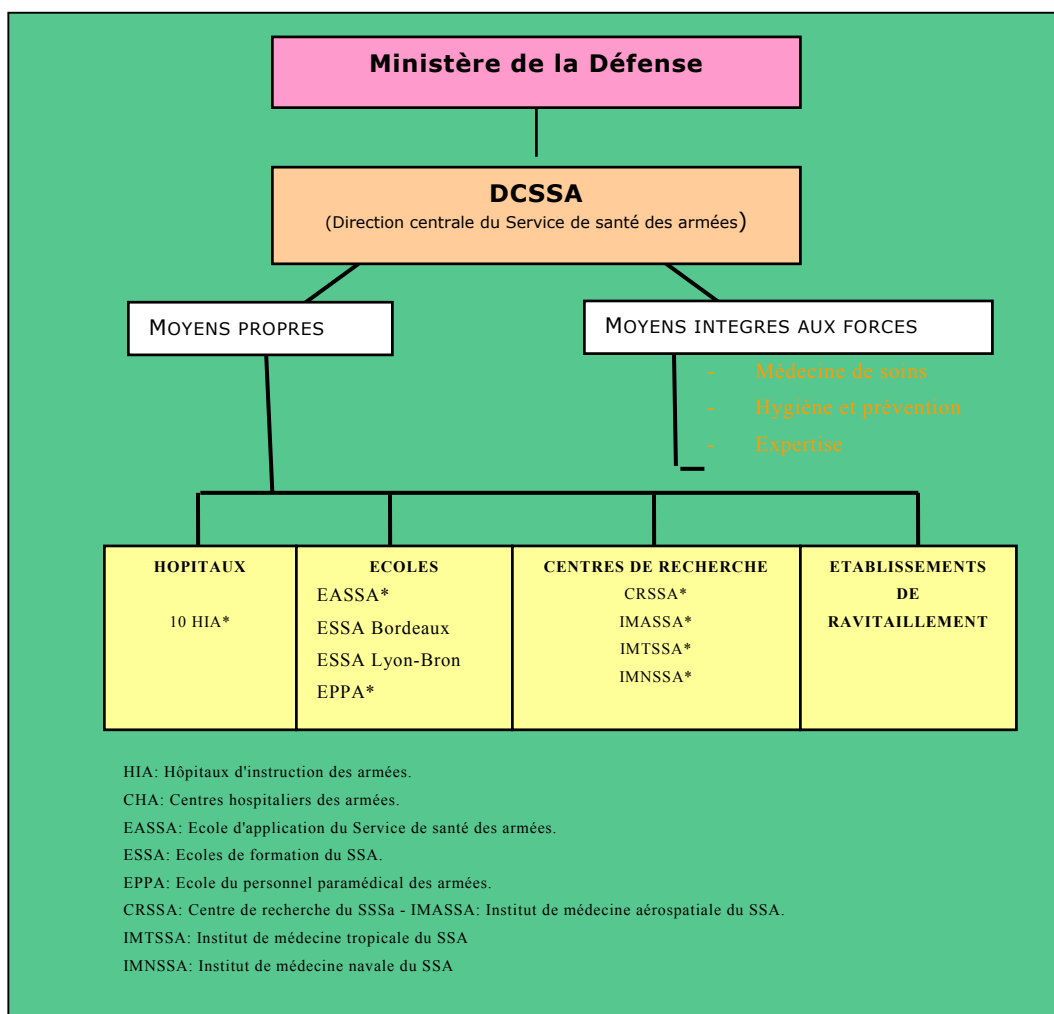 Ministère de la Défense
DCSSA
(Direction centrale du Service de santé des armées)
MOYENS PROPRES
MOYENS INTEGRES AUX FORCES
- Médecine de soins
- Hygiène et prévention
- Expertise
HOPITAUX
10 HIA*
ECOLES
EASSA*
ESSA Bordeaux
ESSA Lyon-Bron
EPPA*
CENTRES DE RECHERCHE
CRSSA*
IMASSA*
IMTSSA*
IMNSSA*
ETABLISSEMENTS
DE
RAVITAILLEMENT
HIA: Hôpitaux d'instruction des armées.
CHA: Centres hospitaliers des armées.
EASSA: Ecole d'application du Service de santé des armées.
ESSA: Ecoles de formation du SSA.
EPPA: Ecole du personnel paramédical des armées.
CRSSA: Centre de recherche du SSSa - IMASSA: Institut de médecine aérospatiale du SSA.
IMTSSA: Institut de médecine tropicale du SSA
IMNSSA: Institut de médecine navale du SSA